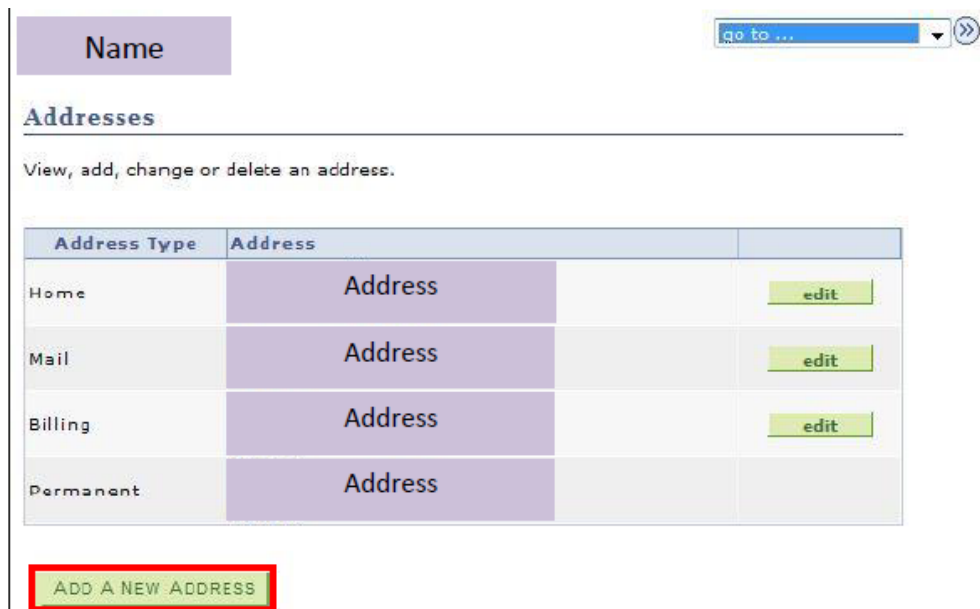 Name
go to ...
Addresses
View, add, change or delete an address.
Address Type Address
Home Address edit
Mail Address edit
Billing Address edit
Permanent Address
ADD A NEW ADDRESS